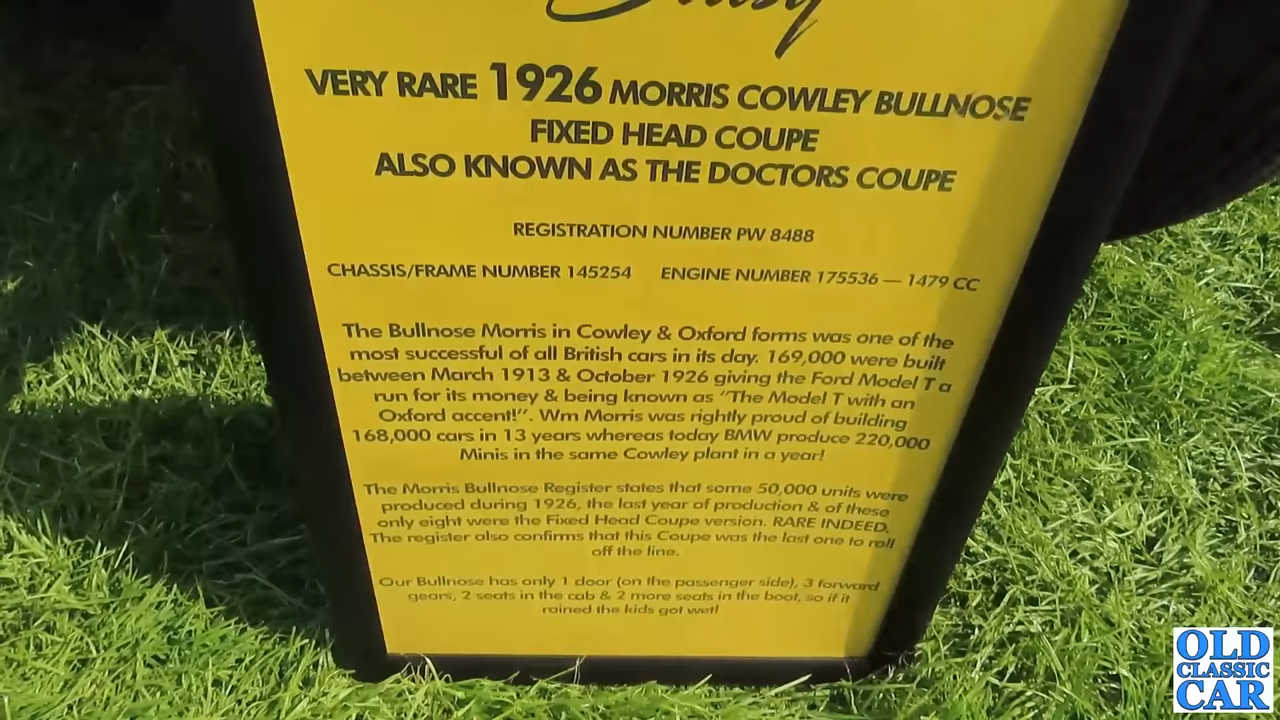 VERY RARE 1926 MORRIS COWLEY BULLNOSE
FIXED HEAD COUPE
ALSO KNOWN AS THE DOCTORS COUPE
REGISTRATION NUMBER PW 8488
CHASSIS/FRAME NUMBER 145254 ENGINE NUMBER 175536 — 1479 CC
The Bullnose Morris in Cowley & Oxford forms was one of the
most successful of all British cars in its day. 169,000 were built
between March 1913 & October 1926 giving the Ford Model T a
run for its money & being known as "The Model T with an
Oxford accent!". Wm Morris was rightly proud of building
168,000 cars in 13 years whereas today BMW produce 220,000
Minis in the same Cowley plant in a year!
The Morris Bullnose Register states that some 50,000 units were
produced during 1926, the last year of production & of these
only eight were the Fixed Head Coupe version. RARE INDEED.
The register also confirms that this Coupe was the last one to roll
off the line.
Our Bullnose has only 1 door (on the passenger side), 3 forward
gears, 2 seats in the cab & 2 more seats in the boot, so if it
rained the kids got wet!
OLD
CLASSIC
CAR